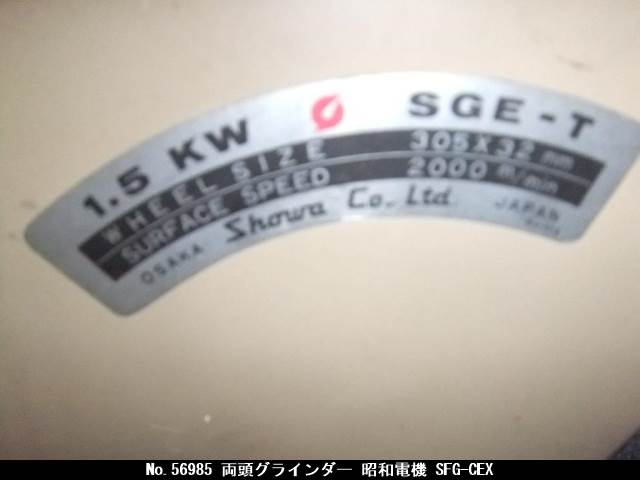 1.5 KW SGE-T
WHEEL SIZE 305X32 mm
SURFACE SPEED 2000 m/min
OSAKA Showa Co., Ltd. JAPAN
No.56985 両頭グラインダー 昭和電機 SFG-CEX